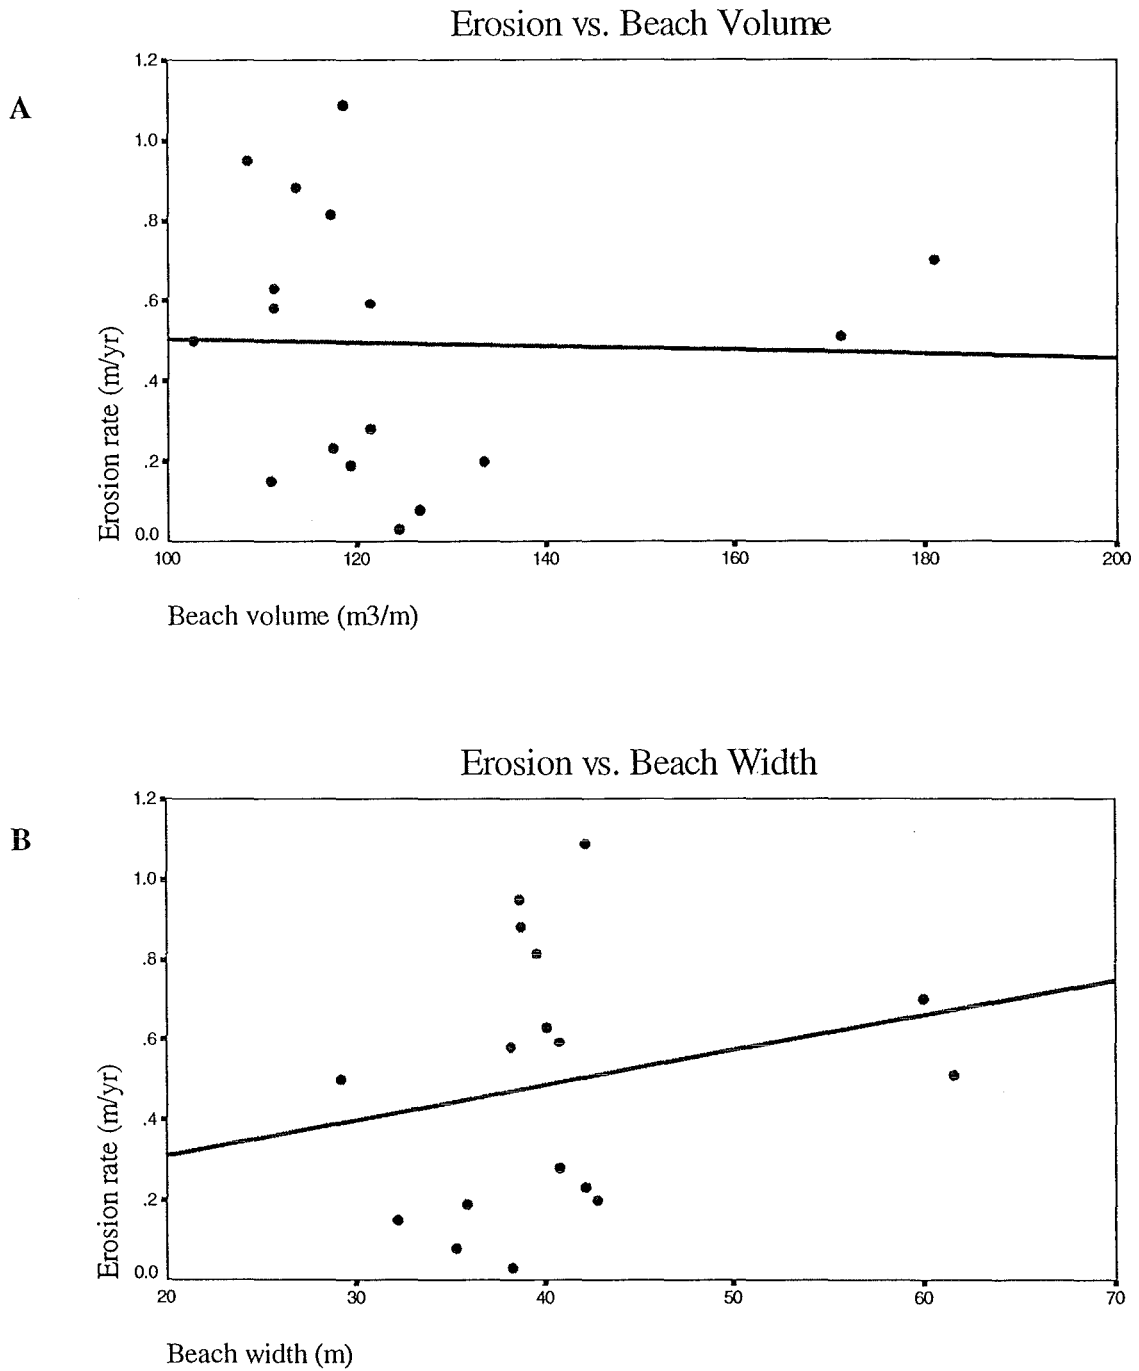 Erosion vs. Beach Volume
A
1.2
1.0
.8
.6
.4
.2
0.0
Erosion rate (m/yr)
100 120 140 160 180 200
Beach volume (m3/m)
Erosion vs. Beach Width
B
1.2
1.0
.8
.6
.4
.2
0.0
Erosion rate (m/yr)
20 30 40 50 60 70
Beach width (m)